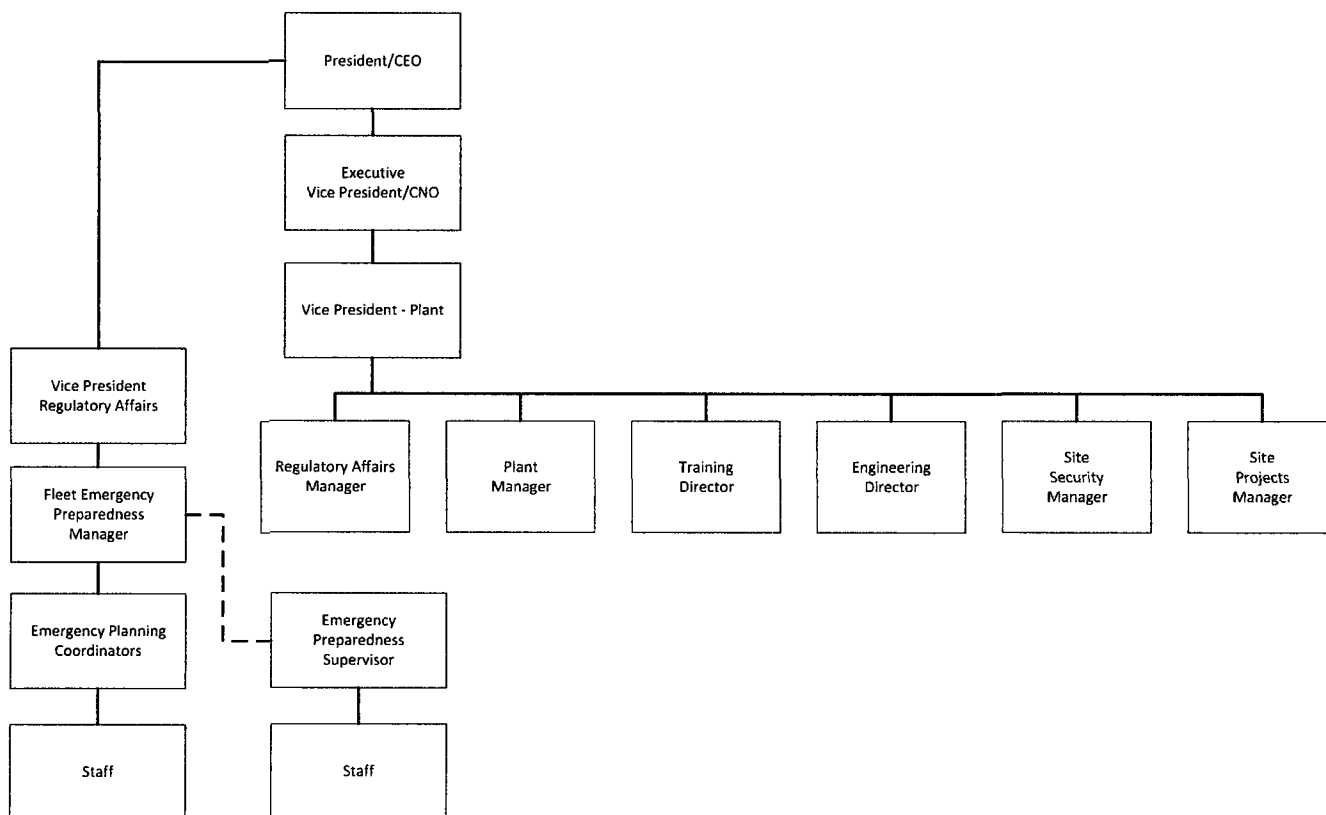 President/CEO
Executive
Vice President/CNO
Vice President - Plant
Vice President
Regulatory Affairs
Regulatory Affairs
Manager
Plant
Manager
Training
Director
Engineering
Director
Site
Security
Manager
Site
Projects
Manager
Fleet Emergency
Preparedness
Manager
Emergency Planning
Coordinators
Emergency
Preparedness
Supervisor
Staff
Staff